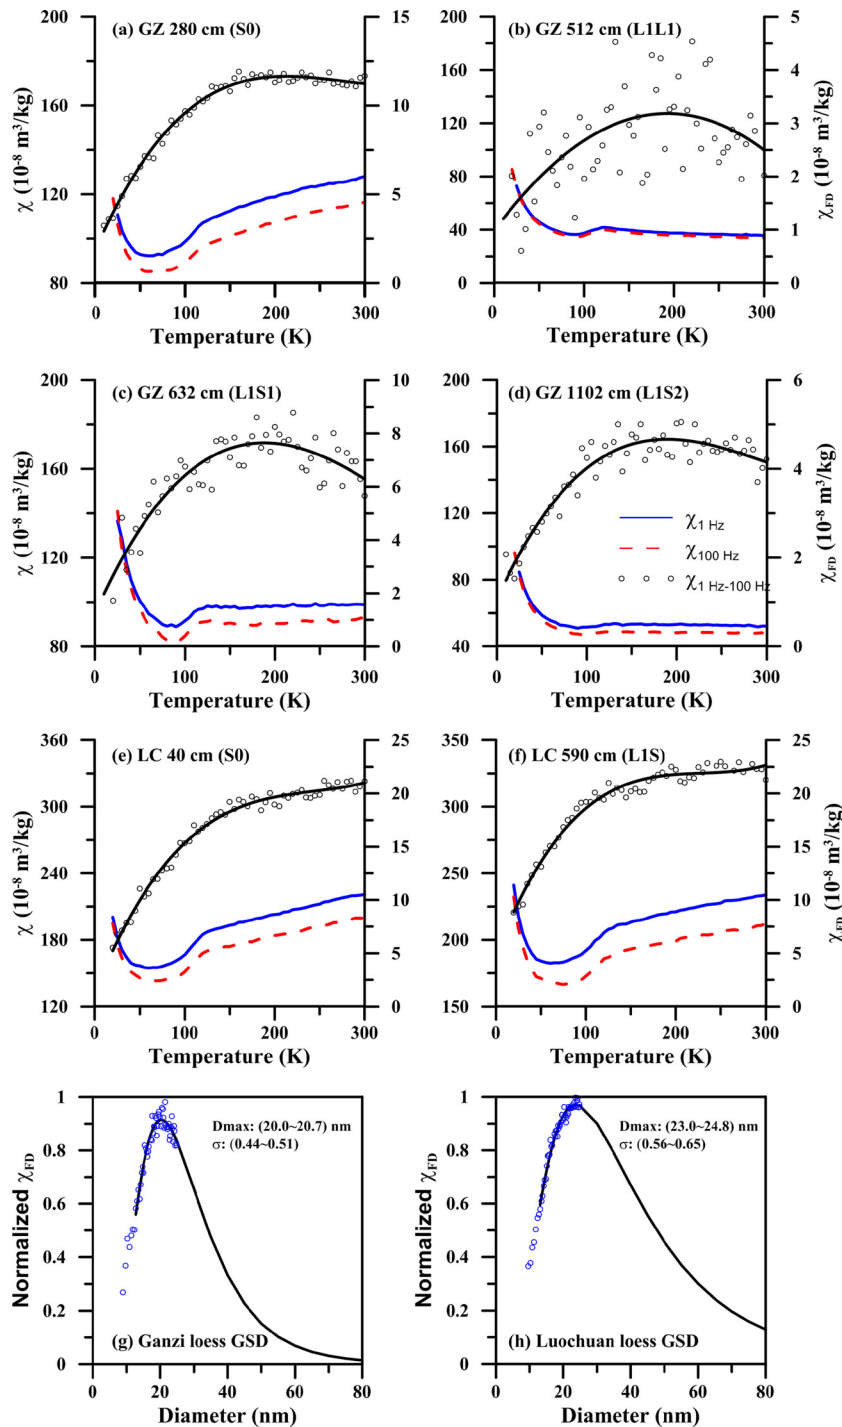 (a) GZ 280 cm (S0)
χ (10⁻⁸ m³/kg)
200
160
120
80
15
10
5
0
0 100 200 300
Temperature (K)
(b) GZ 512 cm (L1L1)
200
160
120
80
40
0
5
4
3
2
1
0
χFD (10⁻⁸ m³/kg)
0 100 200 300
Temperature (K)
(c) GZ 632 cm (L1S1)
χ (10⁻⁸ m³/kg)
200
160
120
80
10
8
6
4
2
0
0 100 200 300
Temperature (K)
(d) GZ 1102 cm (L1S2)
200
160
120
80
40
6
4
2
0
χFD (10⁻⁸ m³/kg)
χ1 Hz
χ100 Hz
χ1 Hz-100 Hz
0 100 200 300
Temperature (K)
(e) LC 40 cm (S0)
χ (10⁻⁸ m³/kg)
360
300
240
180
120
25
20
15
10
5
0
0 100 200 300
Temperature (K)
(f) LC 590 cm (L1S)
350
300
250
200
150
25
20
15
10
5
0
χFD (10⁻⁸ m³/kg)
0 100 200 300
Temperature (K)
Normalized χFD
1
0.8
0.6
0.4
0.2
0
Dmax: (20.0~20.7) nm
σ: (0.44~0.51)
(g) Ganzi loess GSD
0 20 40 60 80
Diameter (nm)
Normalized χFD
1
0.8
0.6
0.4
0.2
0
Dmax: (23.0~24.8) nm
σ: (0.56~0.65)
(h) Luochuan loess GSD
0 20 40 60 80
Diameter (nm)